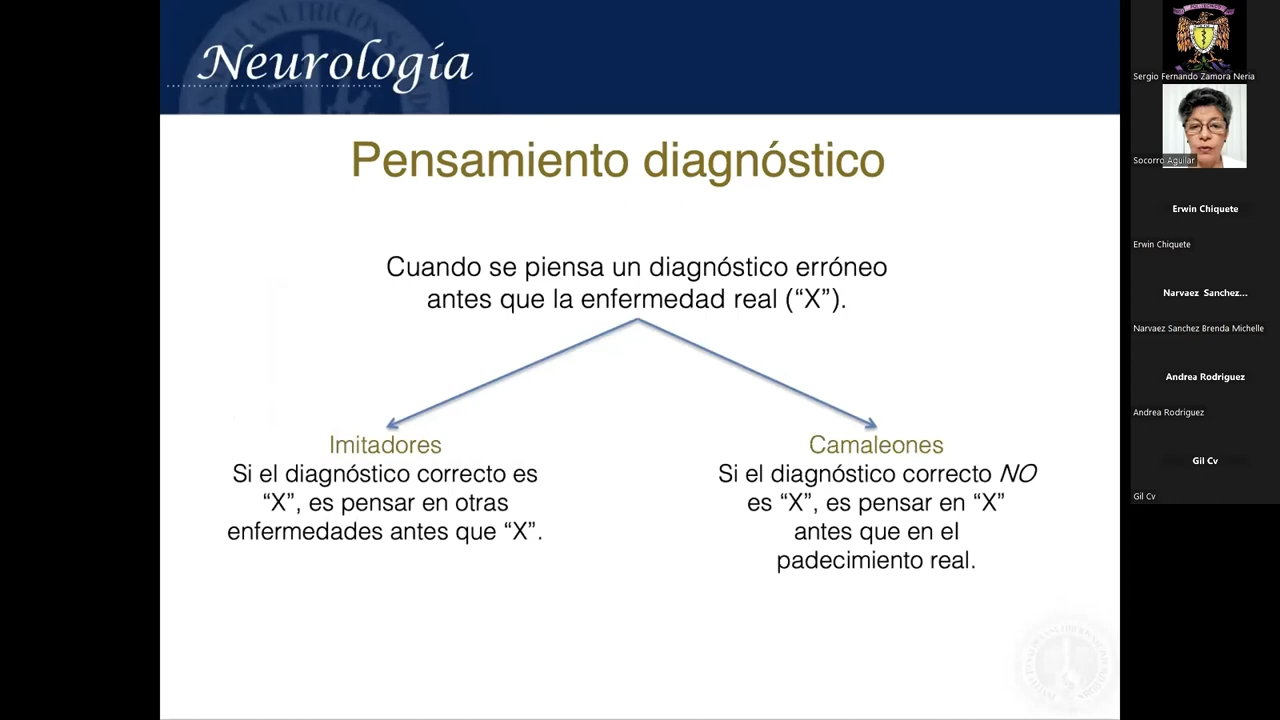 Neurología
Pensamiento diagnóstico
Cuando se piensa un diagnóstico erróneo
antes que la enfermedad real (“X”).
Imitadores
Si el diagnóstico correcto es
“X”, es pensar en otras
enfermedades antes que “X”.
Camaleones
Si el diagnóstico correcto NO
es “X”, es pensar en “X”
antes que en el
padecimiento real.
Sergio Fernando Zamora Neria
Socorro Aguilar
Erwin Chiquete
Erwin Chiquete
Narvaez Sanchez...
Narvaez Sanchez Brenda Michelle
Andrea Rodriguez
Andrea Rodriguez
Gil Cv
Gil Cv